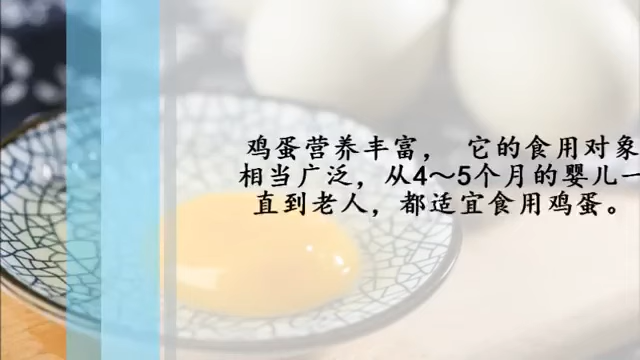 鸡蛋营养丰富， 它的食用对象
相当广泛，从4～5个月的婴儿一
直到老人，都适宜食用鸡蛋。